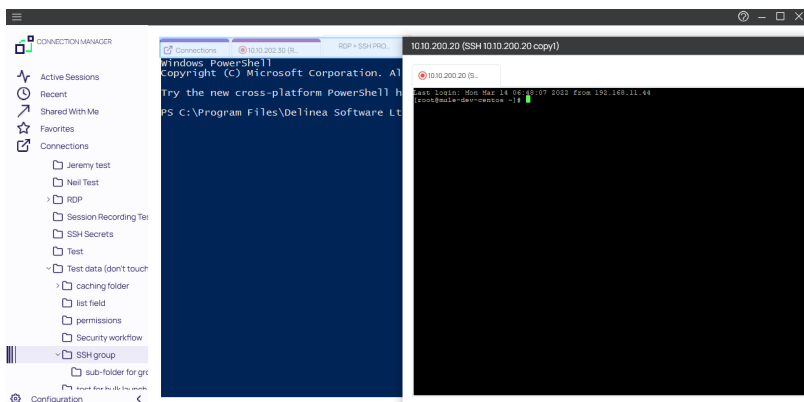 CONNECTION MANAGER
Active Sessions
Recent
Shared With Me
Favorites
Connections
Jeremy test
Neil Test
RDP
Session Recording Tes
SSH Secrets
Test
Test data (don't touch
caching folder
list field
permissions
Security workflow
SSH group
sub-folder for gro
test for bulk launch
Configuration
Connections
10.10.202.30 (R...
RDP + SSH PRO...
Windows PowerShell
Copyright (C) Microsoft Corporation. Al
Try the new cross-platform PowerShell h
PS C:\Program Files\Delinea Software Lt
10.10.200.20 (SSH 10.10.200.20 copy1)
10.10.200.20 (S...
Last login: Mon Mar 14 06:48:07 2022 from 192.168.11.44
[root@mule-dev-centos ~]$